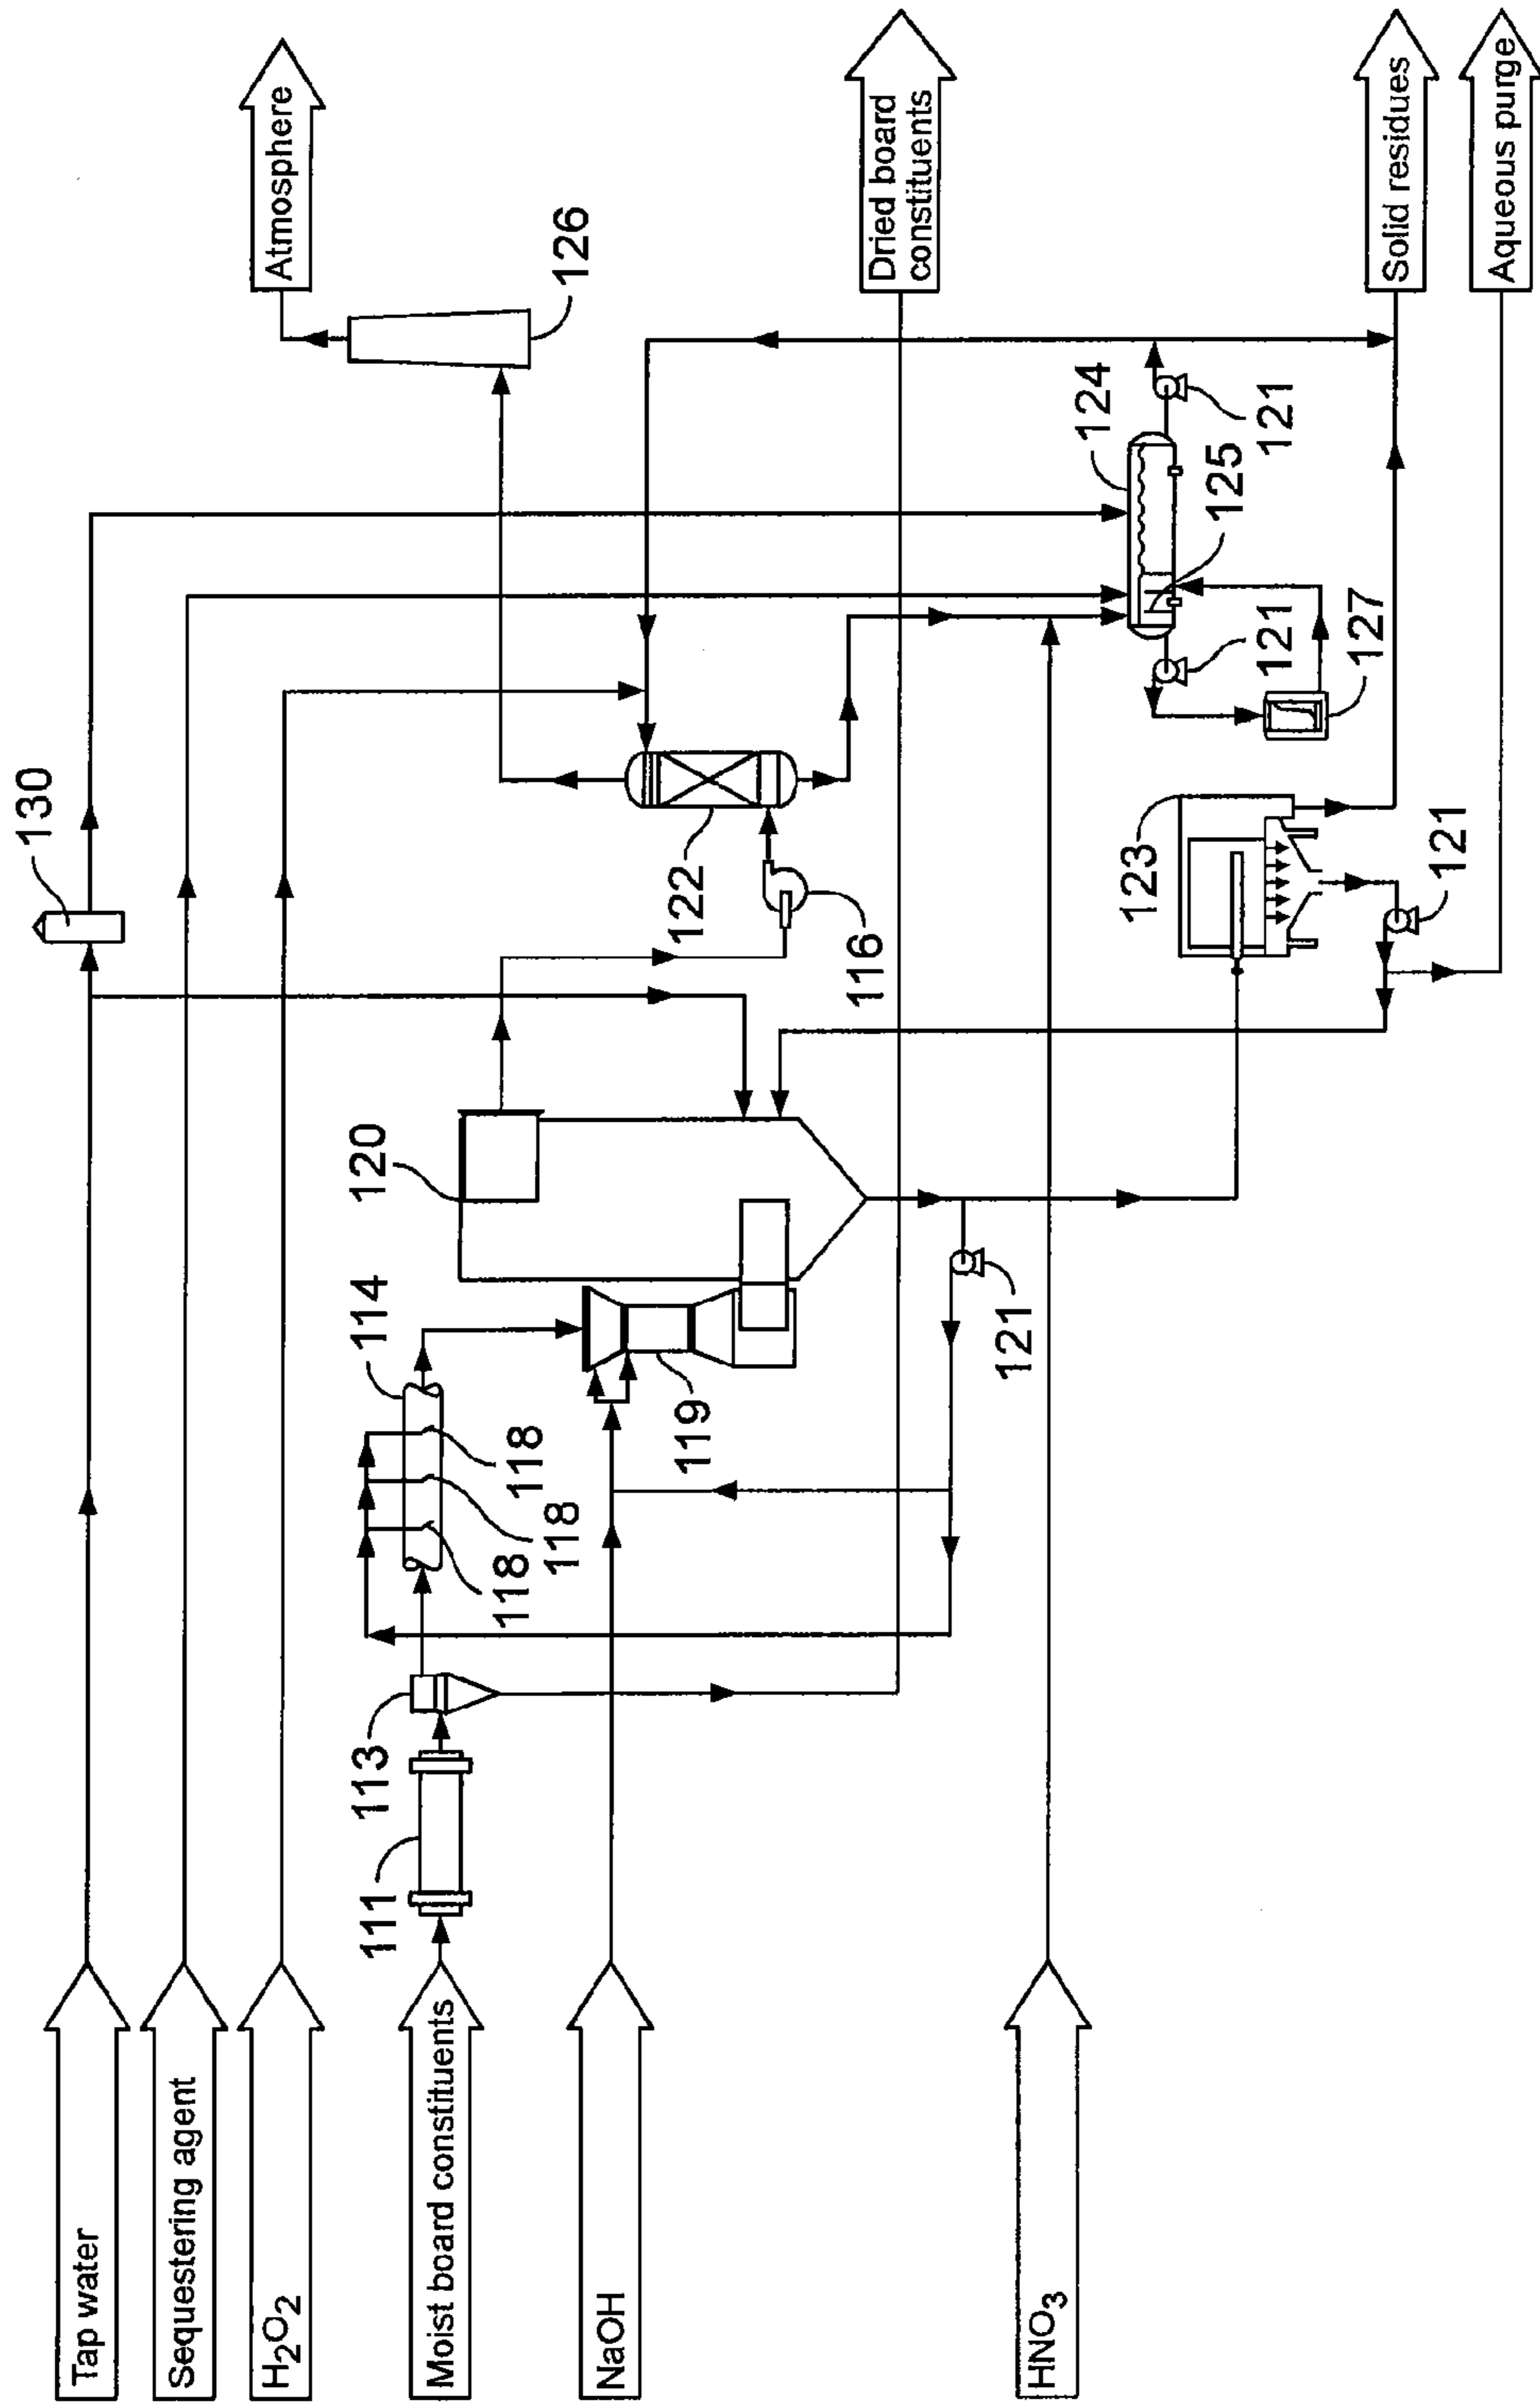 Tap water
Sequestering agent
H₂O₂
Moist board constituents
NaOH
HNO₃
130
111
113
114
118
118
118
119
120
121
116
122
123
121
126
124
125
121
121
127
Atmosphere
Dried board
constituents
Solid residues
Aqueous purge